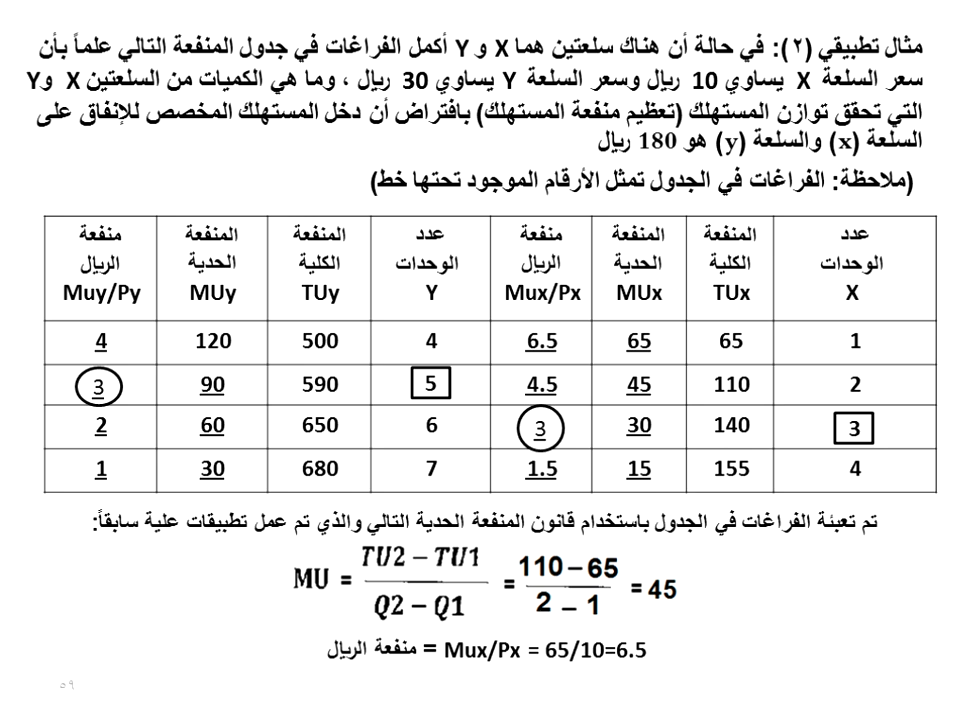 مثال تطبيقي (٢): في حالة أن هناك سلعتين هما X و Y أكمل الفراغات في جدول المنفعة التالي علماً بأن
سعر السلعة X يساوي 10 ريال وسعر السلعة Y يساوي 30 ريال ، وما هي الكميات من السلعتين X وY
التي تحقق توازن المستهلك (تعظيم منفعة المستهلك) بافتراض أن دخل المستهلك المخصص للإنفاق على
السلعة (x) والسلعة (y) هو 180 ريال
(ملاحظة: الفراغات في الجدول تمثل الأرقام الموجود تحتها خط)
عدد الوحدات X | المنفعة الكلية TUx | المنفعة الحدية MUx | منفعة الريال Mux/Px | عدد الوحدات Y | المنفعة الكلية TUy | المنفعة الحدية MUy | منفعة الريال Muy/Py
1 | 65 | 65 | 6.5 | 4 | 500 | 120 | 4
2 | 110 | 45 | 4.5 | 5 | 590 | 90 | 3
3 | 140 | 30 | 3 | 6 | 650 | 60 | 2
4 | 155 | 15 | 1.5 | 7 | 680 | 30 | 1
تم تعبئة الفراغات في الجدول باستخدام قانون المنفعة الحدية التالي والذي تم عمل تطبيقات علية سابقاً:
MU = (TU2 – TU1) / (Q2 – Q1) = (110 – 65) / (2 – 1) = 45
منفعة الريال = Mux/Px = 65/10=6.5
٥٩